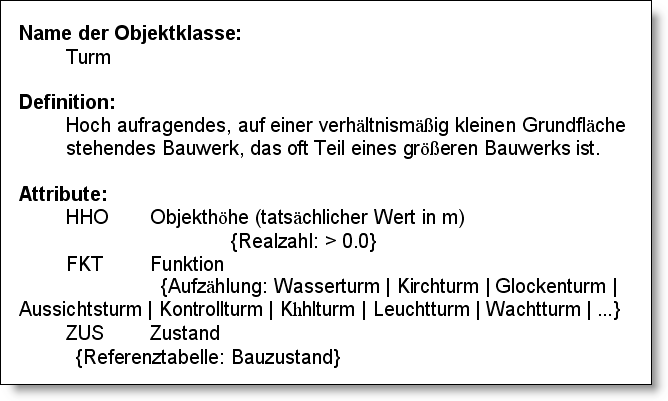 Name der Objektklasse:
Turm
Definition:
Hoch aufragendes, auf einer verhältnismäßig kleinen Grundfläche
stehendes Bauwerk, das oft Teil eines größeren Bauwerks ist.
Attribute:
HHO Objekthöhe (tatsächlicher Wert in m)
{Realzahl: > 0.0}
FKT Funktion
{Aufzählung: Wasserturm | Kirchturm | Glockenturm |
Aussichtsturm | Kontrollturm | Khhlturm | Leuchtturm | Wachtturm | ...}
ZUS Zustand
{Referenztabelle: Bauzustand}